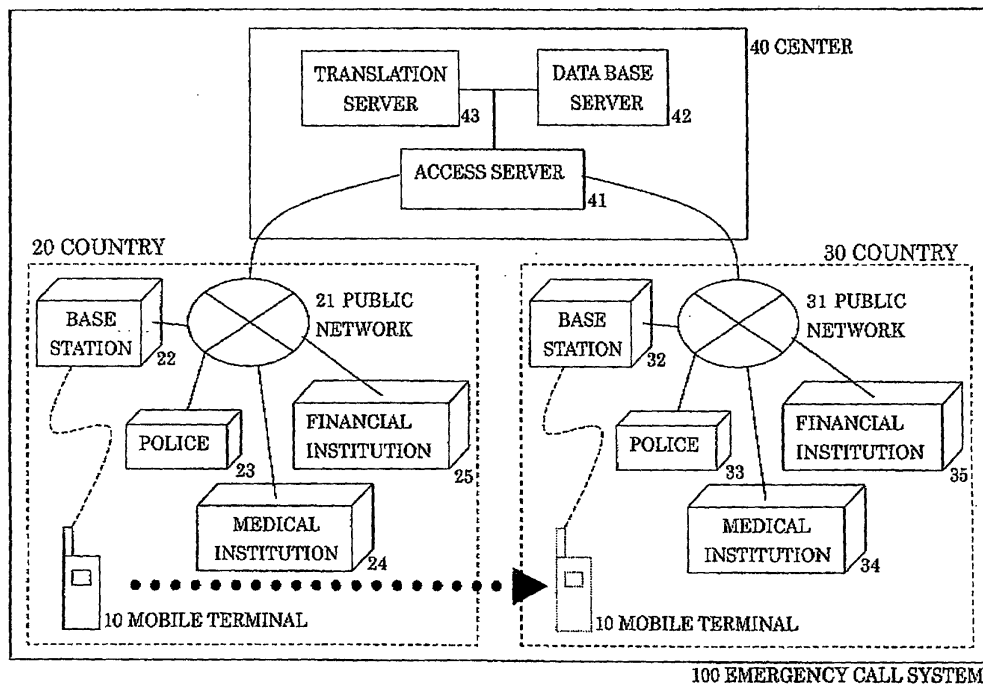 40 CENTER
TRANSLATION
SERVER
43
DATA BASE
SERVER
42
ACCESS SERVER
41
20 COUNTRY
BASE
STATION
22
21 PUBLIC
NETWORK
POLICE
23
FINANCIAL
INSTITUTION
25
MEDICAL
INSTITUTION
24
10 MOBILE TERMINAL
30 COUNTRY
BASE
STATION
32
31 PUBLIC
NETWORK
POLICE
33
FINANCIAL
INSTITUTION
35
MEDICAL
INSTITUTION
34
10 MOBILE TERMINAL
100 EMERGENCY CALL SYSTEM